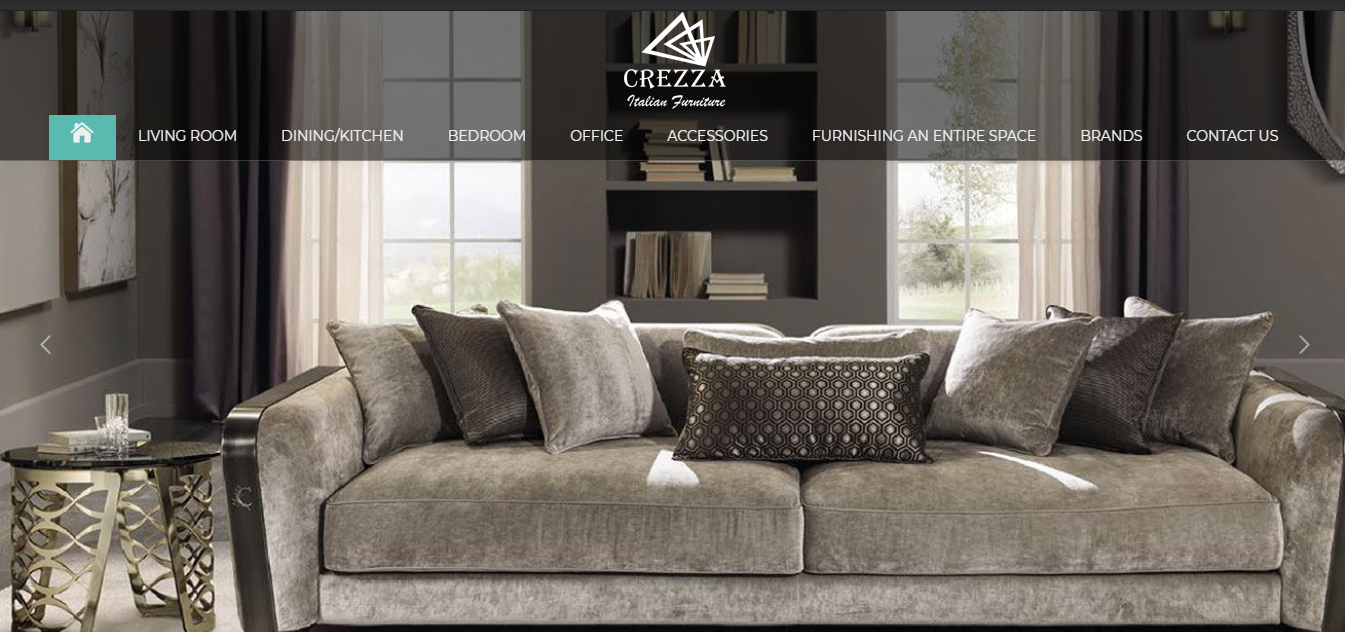 CREZZA
Italian Furniture
LIVING ROOM DINING/KITCHEN BEDROOM OFFICE ACCESSORIES FURNISHING AN ENTIRE SPACE BRANDS CONTACT US